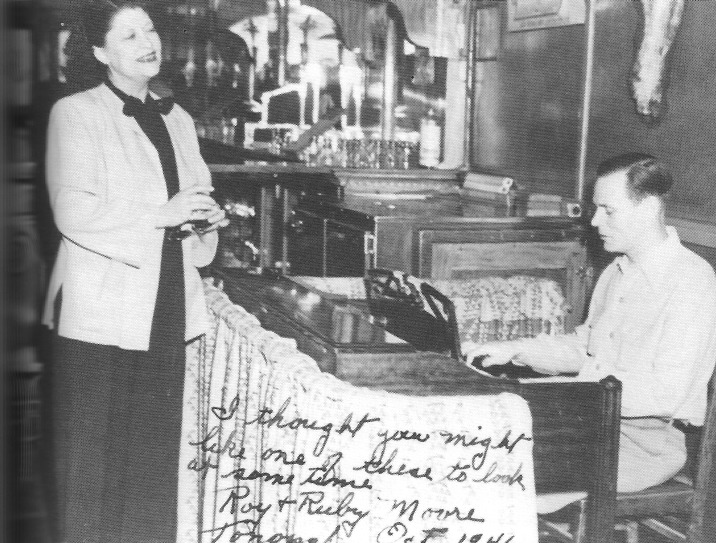 I thought you might
like one of these to look
at some time
Roy & Ruby Moore
Tonopah Oct